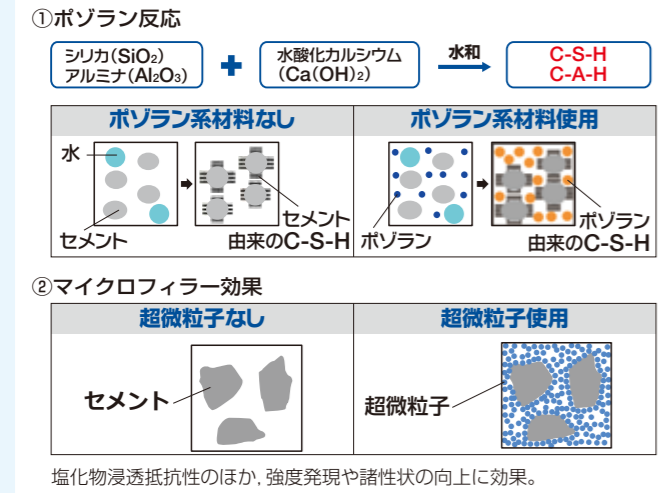 ①ポゾラン反応
シリカ(SiO₂)
アルミナ(Al₂O₃)
+
水酸化カルシウム
(Ca(OH)₂)
水和
C-S-H
C-A-H
ポゾラン系材料なし
ポゾラン系材料使用
水
セメント
セメント
由来のC-S-H
ポゾラン
ポゾラン
由来のC-S-H
②マイクロフィラー効果
超微粒子なし
超微粒子使用
セメント
超微粒子
塩化物浸透抵抗性のほか,強度発現や諸性状の向上に効果。